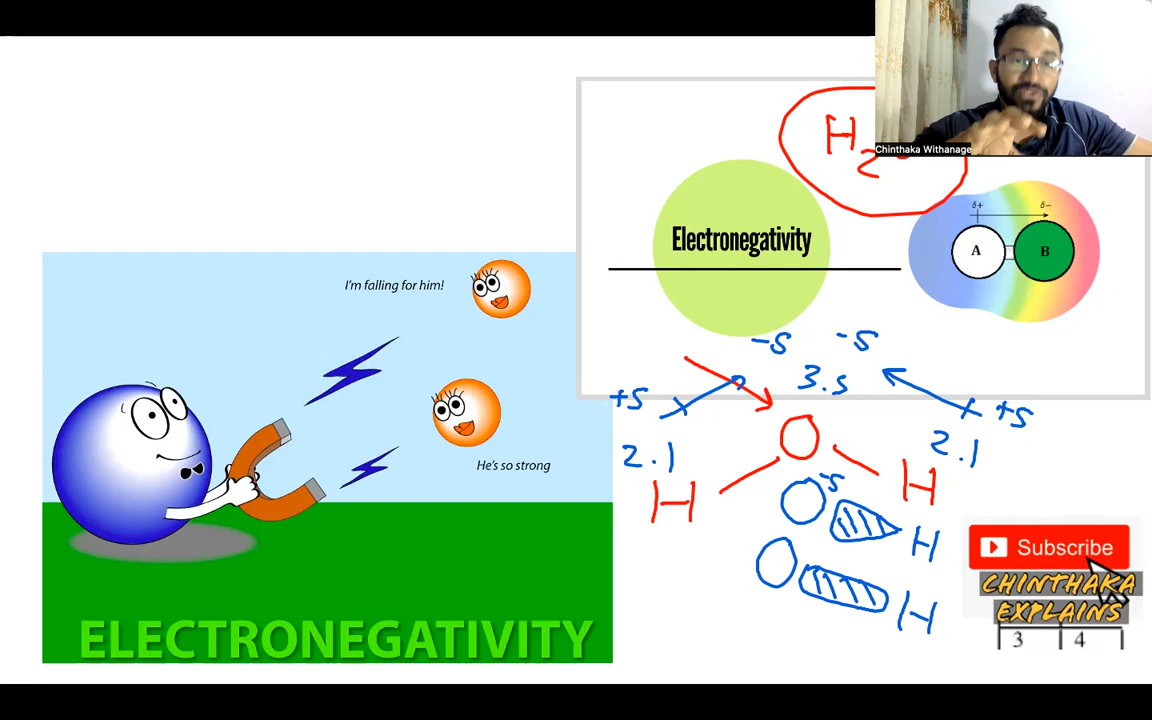 Chinthaka Withanage
H2
Electronegativity
δ+ δ-
A B
I'm falling for him!
He's so strong
ELECTRONEGATIVITY
-s -s
3.s
+s +s
2.1 2.1
O
H H
O -s
H
O
H
Subscribe
CHINTHAKA
EXPLAINS
3 4